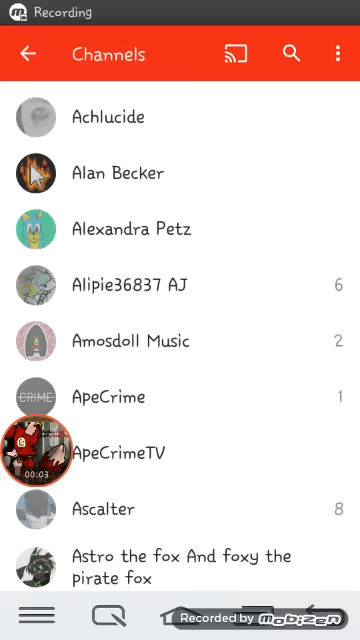 Recording
Channels
Achlucide
Alan Becker
Alexandra Petz
Alipie36837 AJ 6
Amosdoll Music 2
CRIME
ApeCrime 1
00:03
ApeCrimeTV
Ascalter 8
Astro the fox And foxy the
pirate fox
Recorded by mobizen